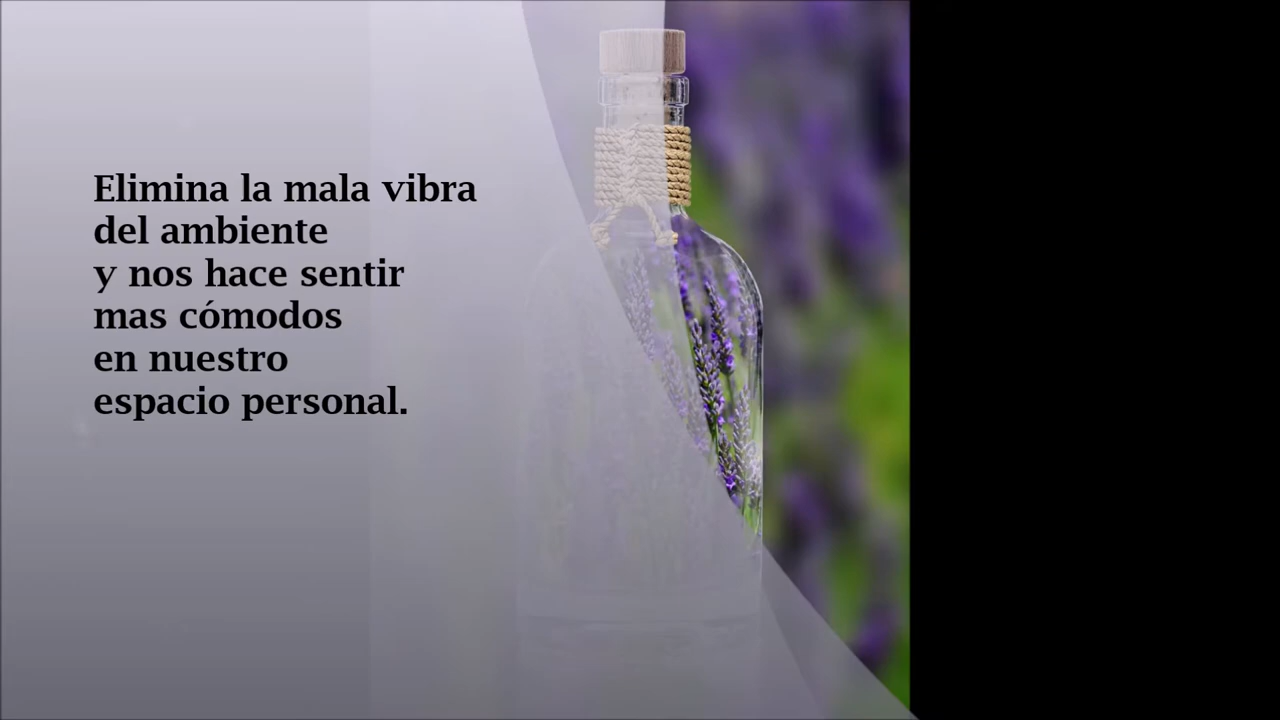 Elimina la mala vibra
del ambiente
y nos hace sentir
mas cómodos
en nuestro
espacio personal.